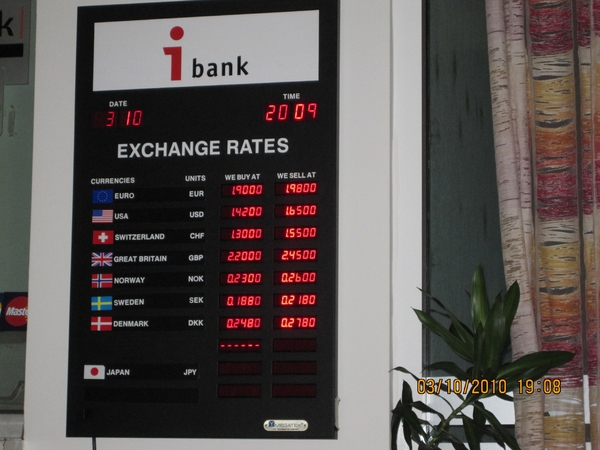 k
i bank
DATE TIME
3 10 20 09
EXCHANGE RATES
CURRENCIES UNITS WE BUY AT WE SELL AT
EURO EUR 1.9000 1.9800
USA USD 1.4200 1.6500
SWITZERLAND CHF 1.3000 1.5500
GREAT BRITAIN GBP 2.2000 2.4500
NORWAY NOK 0.2300 0.2600
SWEDEN SEK 0.1880 0.2180
DENMARK DKK 0.2480 0.2780
------
JAPAN JPY
Maste
03/10/2010 19:08